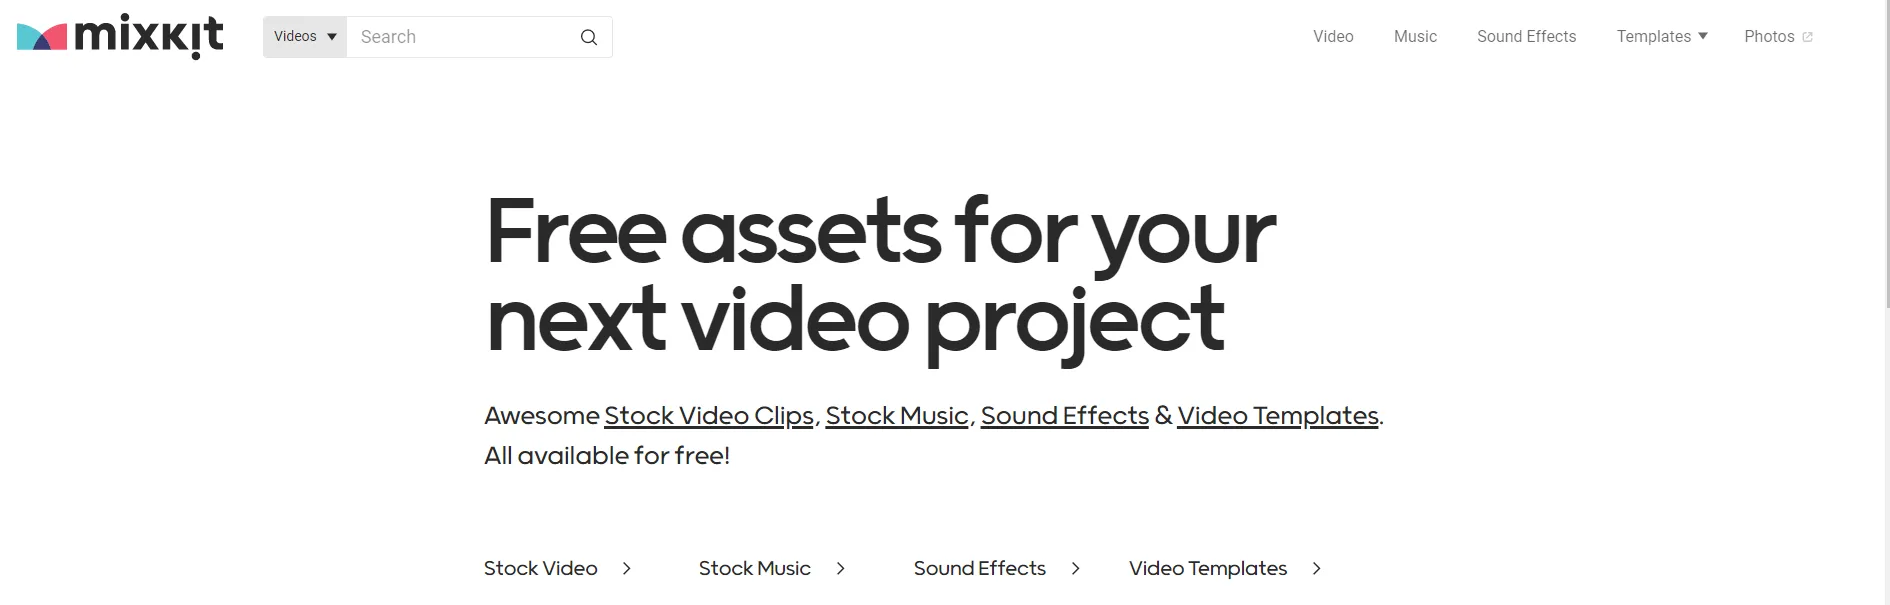 mixkit
Videos
Search
Video
Music
Sound Effects
Templates
Photos
Free assets for your
next video project
Awesome Stock Video Clips, Stock Music, Sound Effects & Video Templates.
All available for free!
Stock Video
Stock Music
Sound Effects
Video Templates